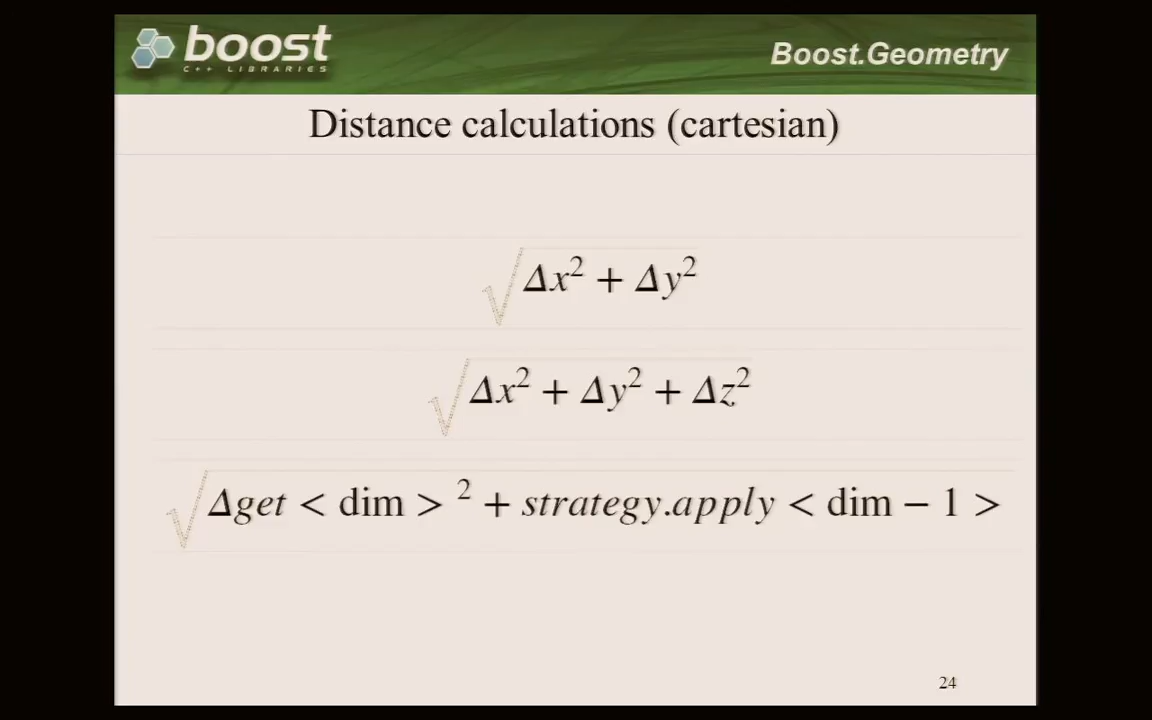 boost
C++ LIBRARIES
Boost.Geometry
Distance calculations (cartesian)
√Δx² + Δy²
√Δx² + Δy² + Δz²
√Δget < dim > ² + strategy.apply < dim − 1 >
24